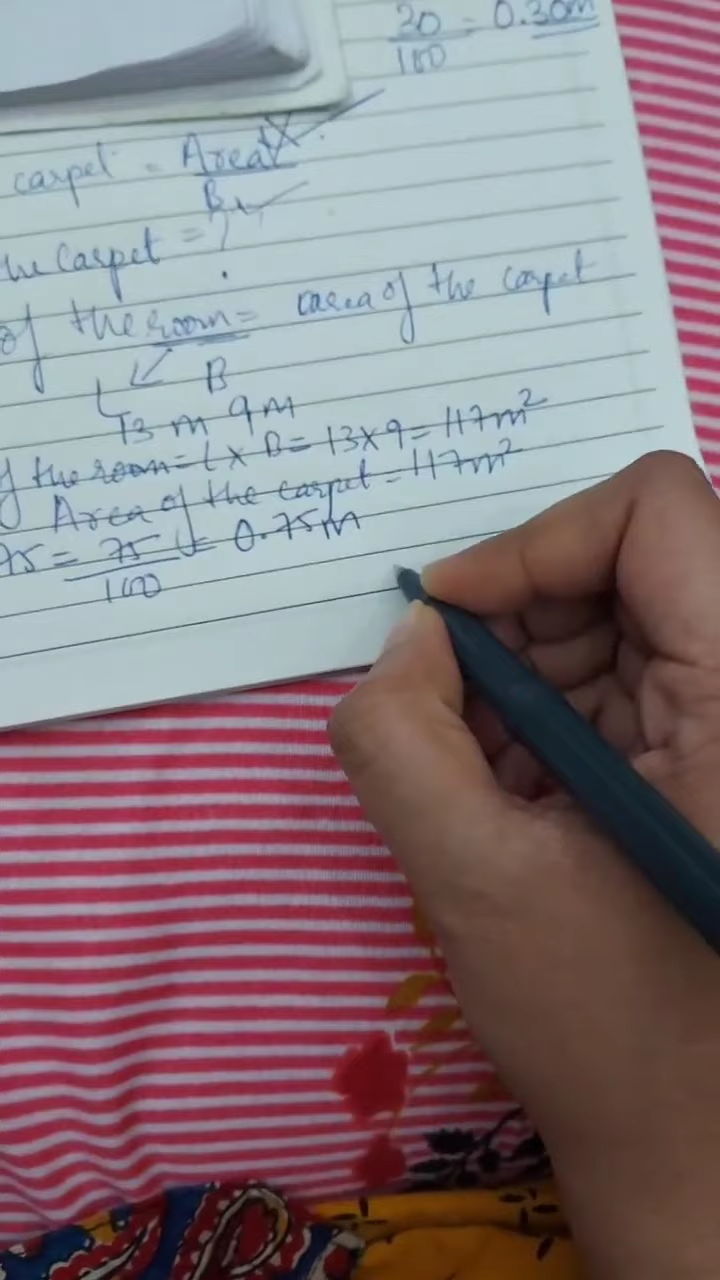 20/100 = 0.30m
carpet = Area ✓
B ✓
the carpet = ?
of the room = area of the carpet
L B
13 m 9 m
of the room = L x B = 13 x 9 = 117m²
Area of the carpet = 117m²
75 = 75/100 = 0.75m